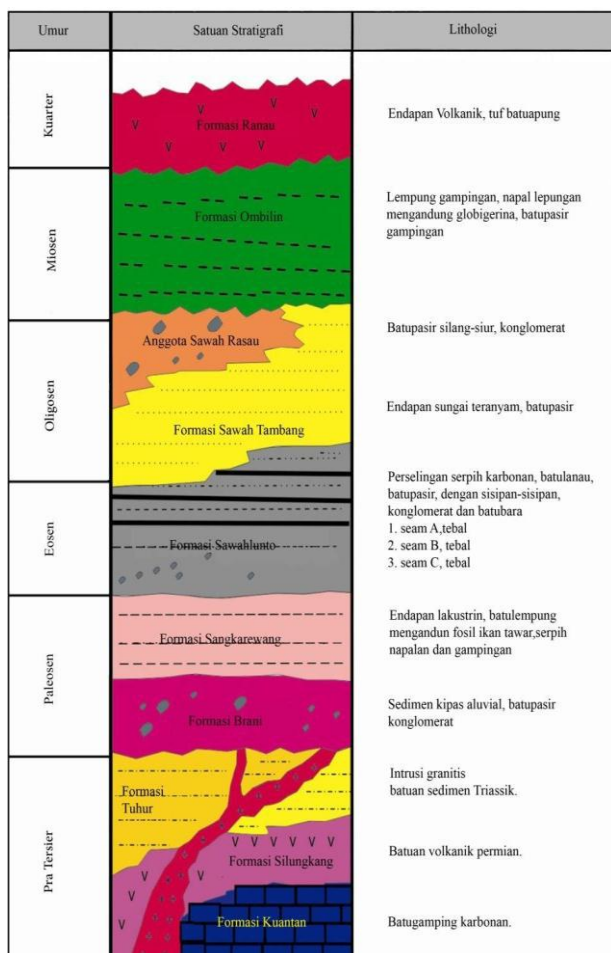 Umur
Satuan Stratigrafi
Lithologi
Kuarter
Formasi Ranau
Endapan Volkanik, tuf batuapung
Miosen
Formasi Ombilin
Lempung gampingan, napal lepungan
mengandung globigerina, batupasir
gampingan
Oligosen
Anggota Sawah Rasau
Batupasir silang-siur, konglomerat
Formasi Sawah Tambang
Endapan sungai teranyam, batupasir
Eosen
Formasi Sawahlunto
Perselingan serpih karbonan, batulanau,
batupasir, dengan sisipan-sisipan,
konglomerat dan batubara
1. seam A,tebal
2. seam B, tebal
3. seam C, tebal
Paleosen
Formasi Sangkarewang
Endapan lakustrin, batulempung
mengandun fosil ikan tawar,serpih
napalan dan gampingan
Formasi Brani
Sedimen kipas aluvial, batupasir
konglomerat
Pra Tersier
Formasi
Tuhur
Intrusi granitis
batuan sedimen Triassik.
Formasi Silungkang
Batuan volkanik permian.
Formasi Kuantan
Batugamping karbonan.